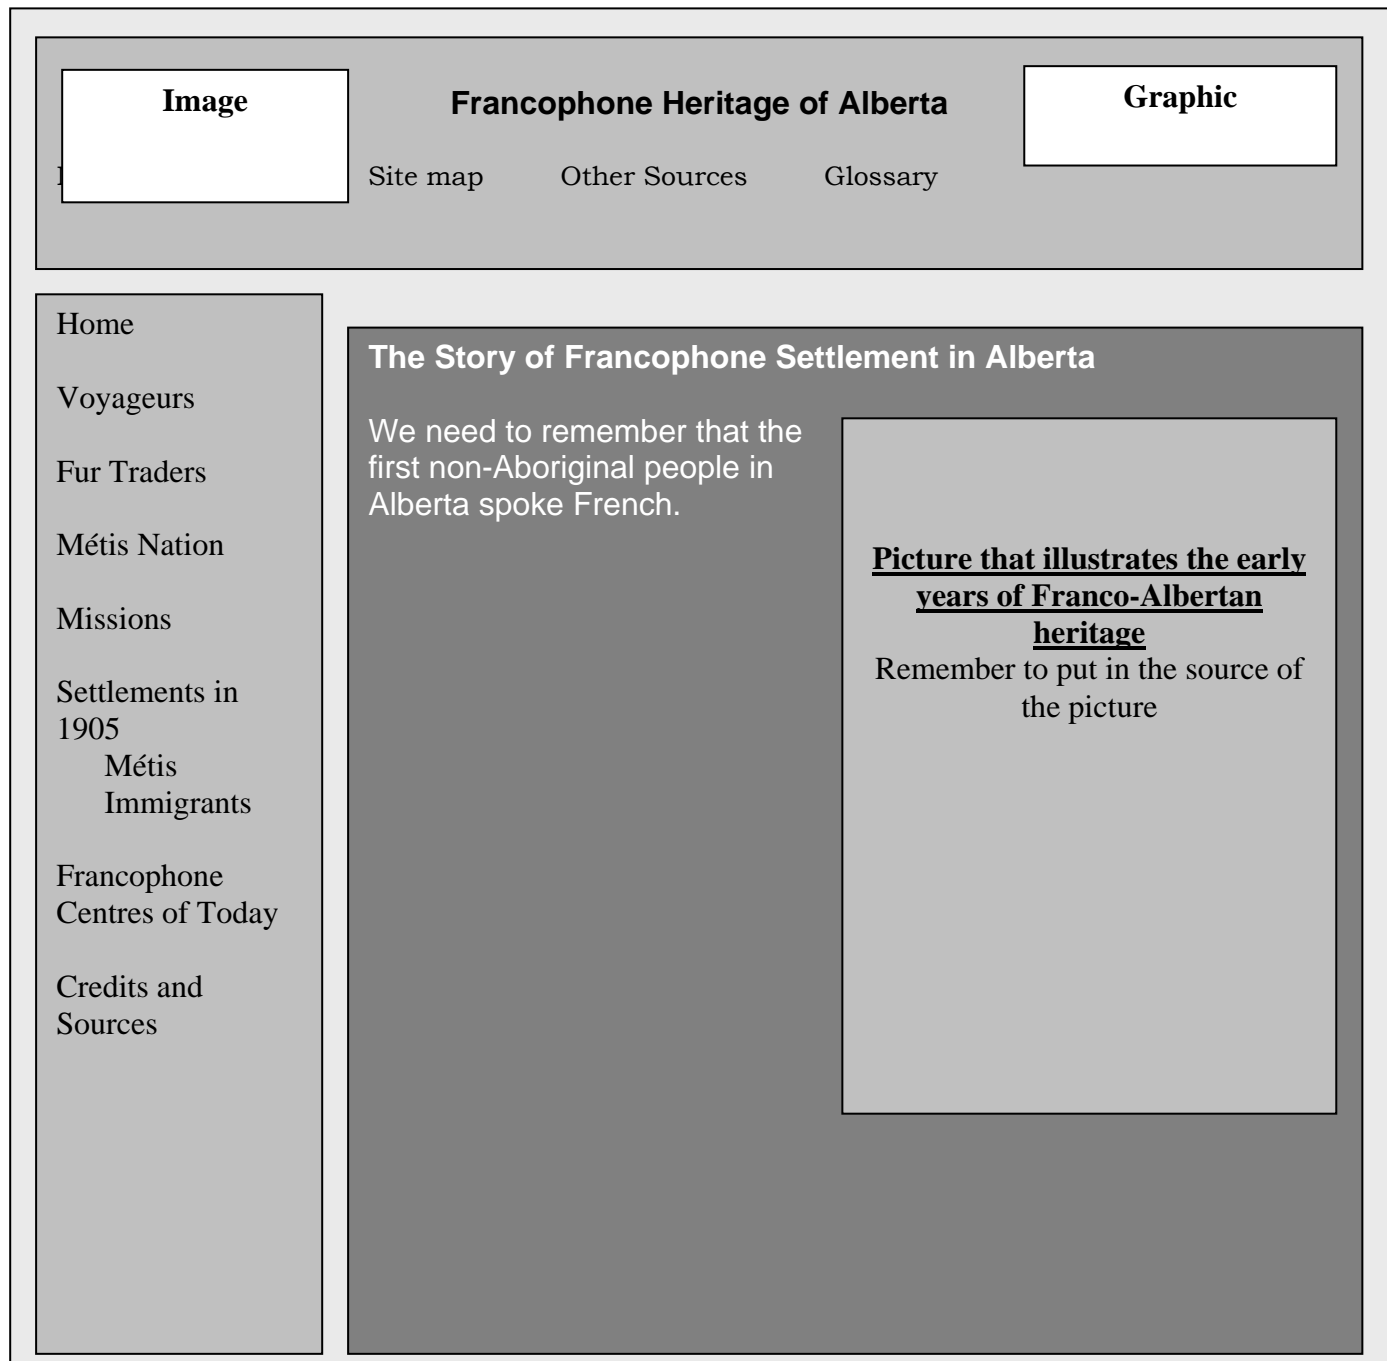 Image
Francophone Heritage of Alberta
Graphic
Site map Other Sources Glossary
Home
Voyageurs
Fur Traders
Métis Nation
Missions
Settlements in
1905
Métis
Immigrants
Francophone
Centres of Today
Credits and
Sources
The Story of Francophone Settlement in Alberta
We need to remember that the
first non-Aboriginal people in
Alberta spoke French.
Picture that illustrates the early
years of Franco-Albertan
heritage
Remember to put in the source of
the picture